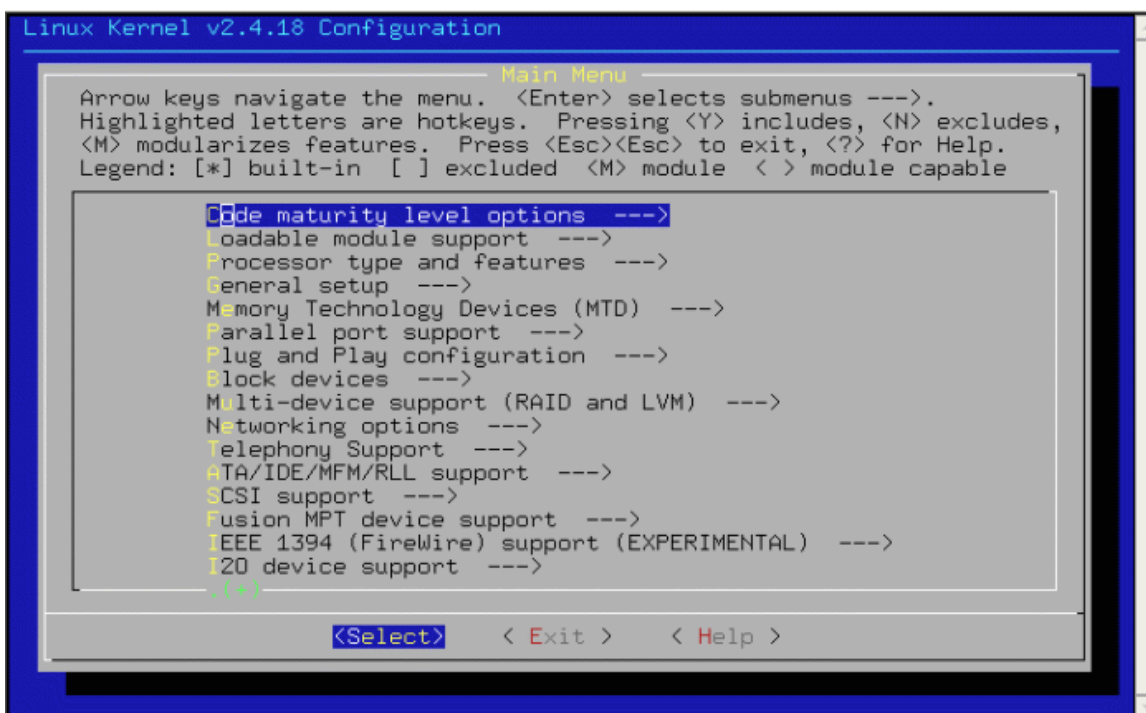 Linux Kernel v2.4.18 Configuration
Main Menu
Arrow keys navigate the menu.  <Enter> selects submenus --->.
Highlighted letters are hotkeys.  Pressing <Y> includes, <N> excludes,
<M> modularizes features.  Press <Esc><Esc> to exit, <?> for Help.
Legend: [*] built-in  [ ] excluded  <M> module  < > module capable
Code maturity level options  --->
Loadable module support  --->
Processor type and features  --->
General setup  --->
Memory Technology Devices (MTD)  --->
Parallel port support  --->
Plug and Play configuration  --->
Block devices  --->
Multi-device support (RAID and LVM)  --->
Networking options  --->
Telephony Support  --->
ATA/IDE/MFM/RLL support  --->
SCSI support  --->
Fusion MPT device support  --->
IEEE 1394 (FireWire) support (EXPERIMENTAL)  --->
I2O device support  --->
.(+)
<Select>    < Exit >    < Help >